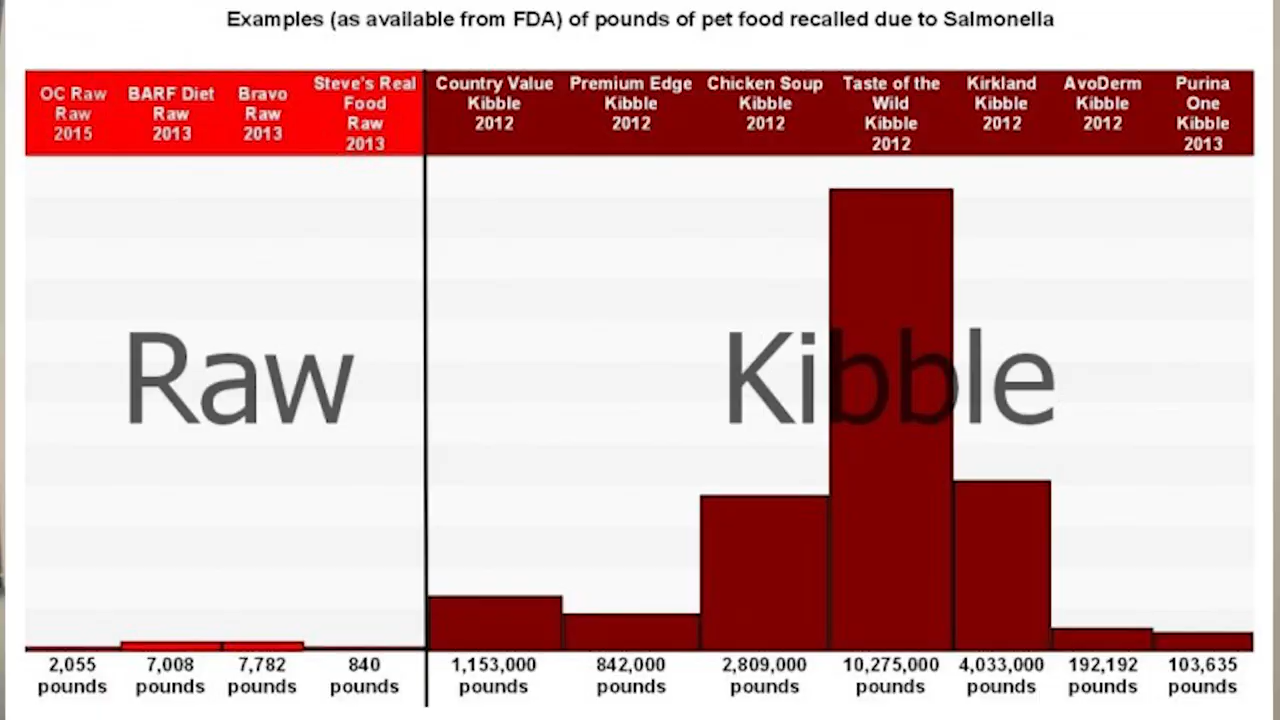 Examples (as available from FDA) of pounds of pet food recalled due to Salmonella
OC Raw
Raw
2015
BARF Diet
Raw
2013
Bravo
Raw
2013
Steve's Real
Food
Raw
2013
Country Value
Kibble
2012
Premium Edge
Kibble
2012
Chicken Soup
Kibble
2012
Taste of the
Wild
Kibble
2012
Kirkland
Kibble
2012
AvoDerm
Kibble
2012
Purina
One
Kibble
2013
Raw
Kibble
2,055
pounds
7,008
pounds
7,782
pounds
840
pounds
1,153,000
pounds
842,000
pounds
2,809,000
pounds
10,275,000
pounds
4,033,000
pounds
192,192
pounds
103,635
pounds